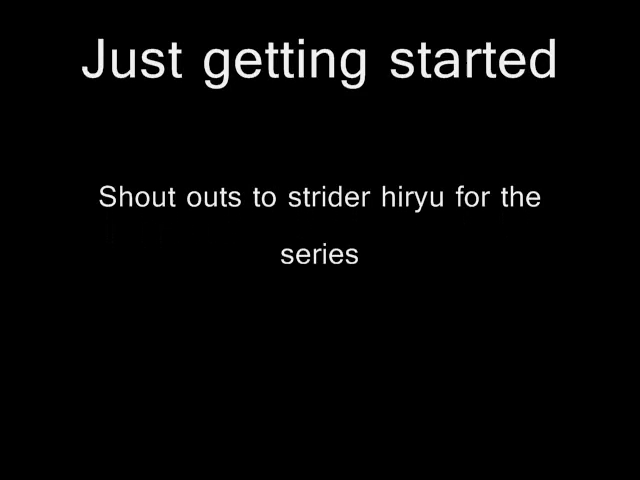 Just getting started
Shout outs to strider hiryu for the
series